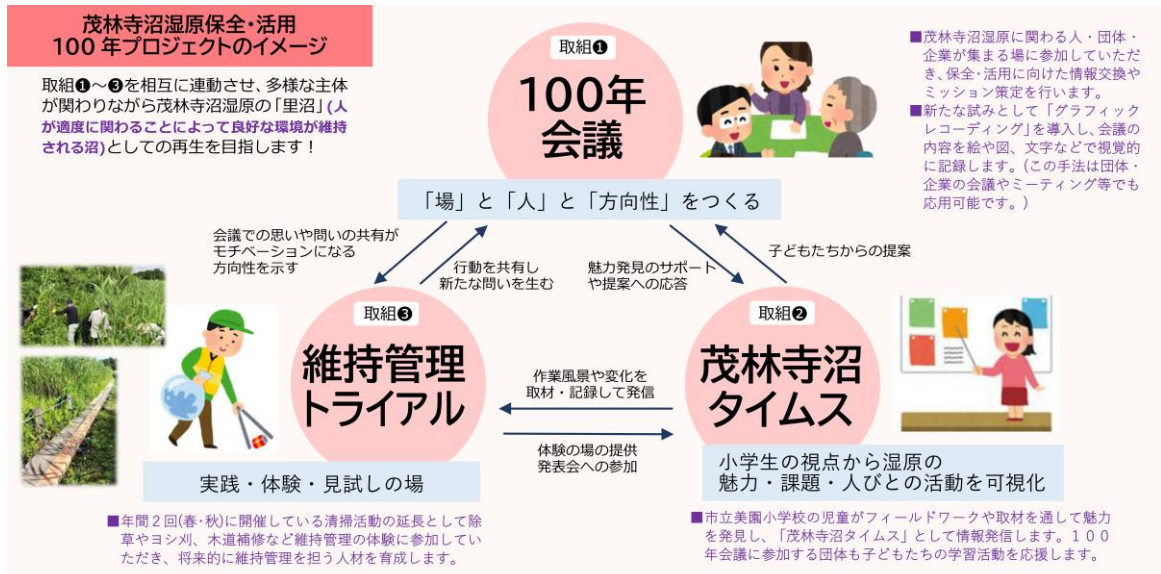 茂林寺沼湿原保全・活用
100年プロジェクトのイメージ
取組❶~❸を相互に連動させ、多様な主体
が関わりながら茂林寺沼湿原の「里沼」(人
が適度に関わることによって良好な環境が維持
される沼)としての再生を目指します！
取組❶
100年
会議
「場」と「人」と「方向性」をつくる
■茂林寺沼湿原に関わる人・団体・
企業が集まる場に参加していただ
き、保全・活用に向けた情報交換や
ミッション策定を行います。
■新たな試みとして「グラフィック
レコーディング」を導入し、会議の
内容を絵や図、文字などで視覚的
に記録します。(この手法は団体・
企業の会議やミーティング等でも
応用可能です。)
会議での思いや問いの共有が
モチベーションになる
方向性を示す
行動を共有し
新たな問いを生む
魅力発見のサポート
や提案への応答
子どもたちからの提案
取組❸
維持管理
トライアル
実践・体験・見試しの場
■年間２回(春・秋)に開催している清掃活動の延長として除
草やヨシ刈、木道補修など維持管理の体験に参加してい
ただき、将来的に維持管理を担う人材を育成します。
作業風景や変化を
取材・記録して発信
体験の場の提供
発表会への参加
取組❷
茂林寺沼
タイムス
小学生の視点から湿原の
魅力・課題・人びとの活動を可視化
■市立美園小学校の児童がフィールドワークや取材を通して魅力
を発見し、「茂林寺沼タイムス」として情報発信します。１００
年会議に参加する団体も子どもたちの学習活動を応援します。